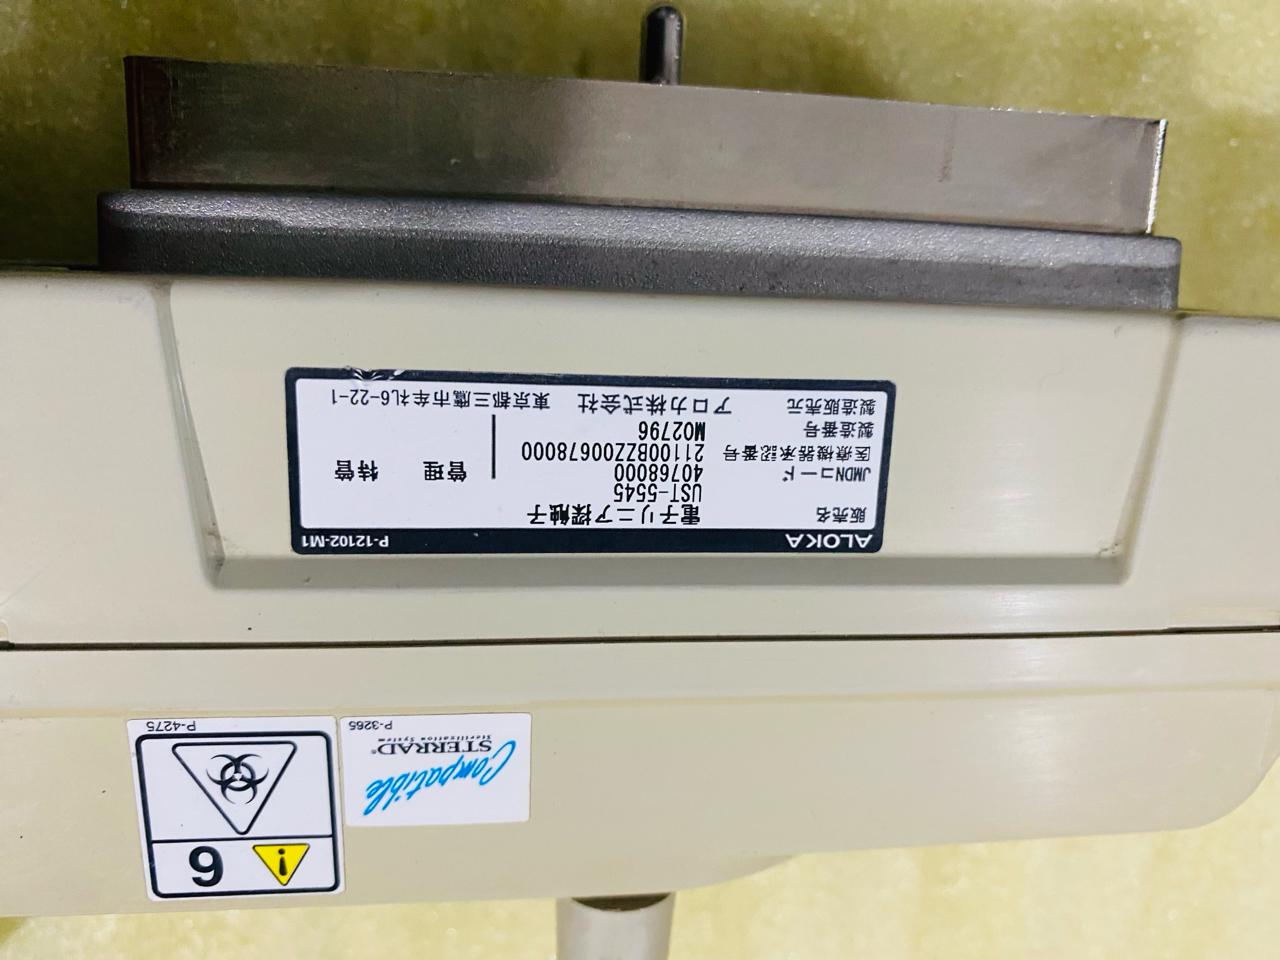 ALOKA P-12102-M1
販売名 電子リニア探触子
UST-5545
JMDNコード 40768000
医療機器承認番号 21100BZZ00678000
管理 特管
製造番号 M02796
製造販売元 アロカ株式会社 東京都三鷹市牟礼6-22-1
Compatible
STERRAD®
Sterilization System
P-3265
! 6
P-4275